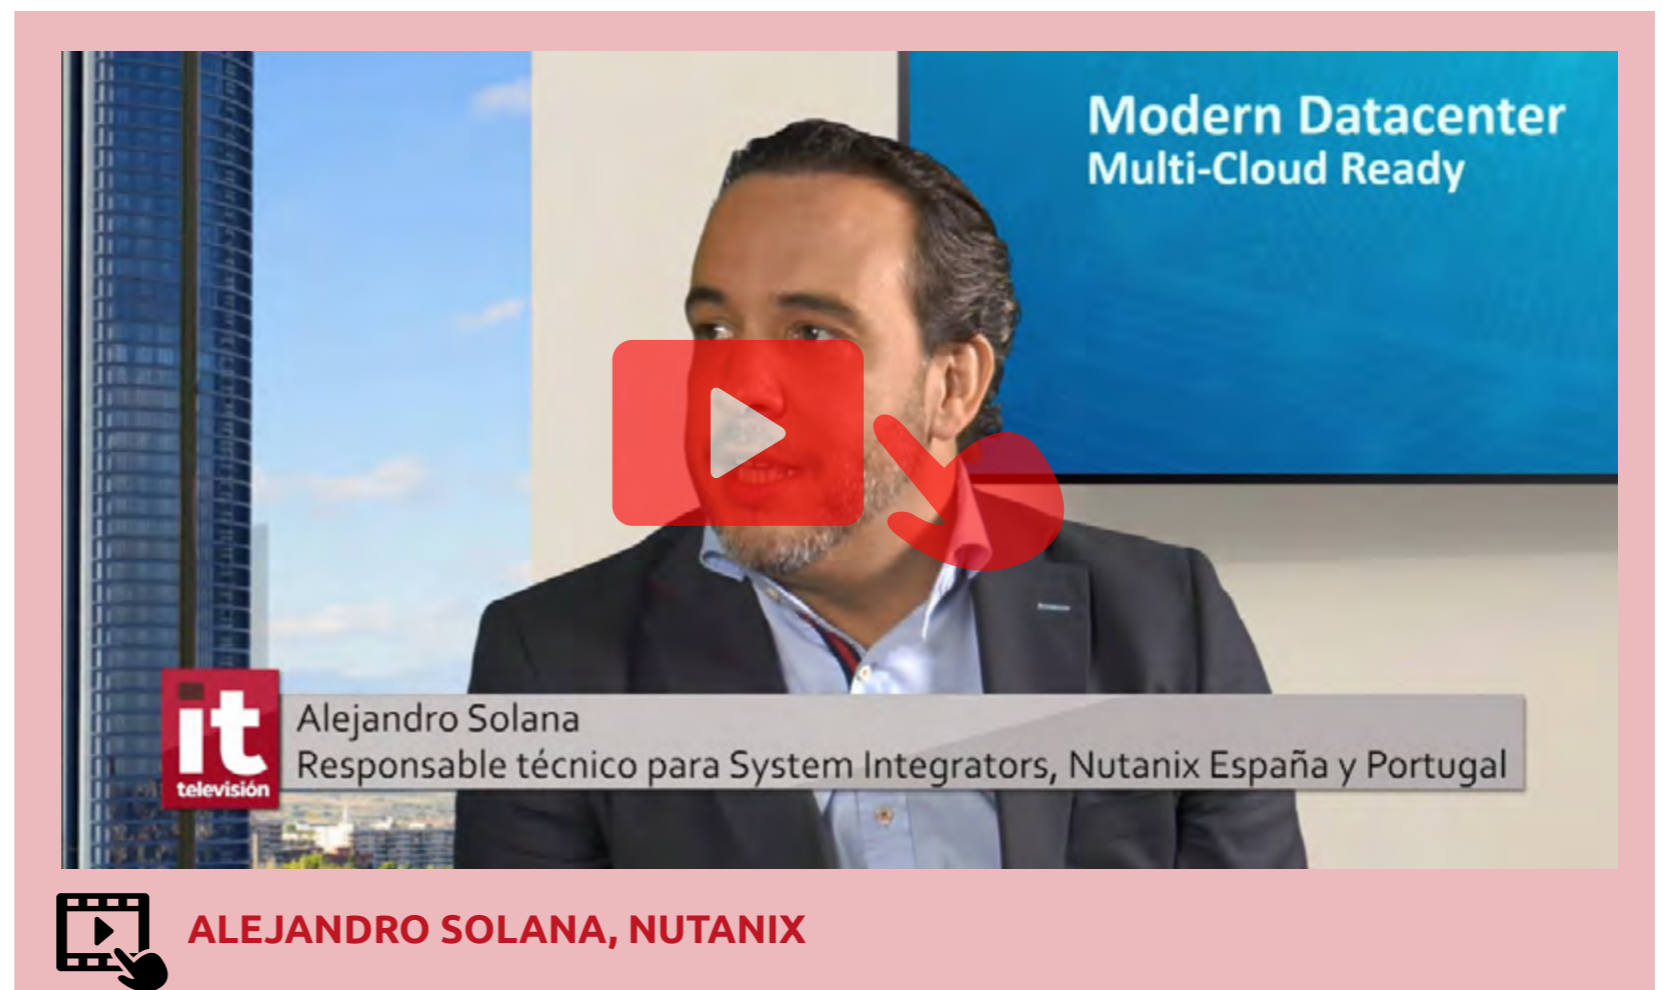 Modern Datacenter
Multi-Cloud Ready
it
televisión
Alejandro Solana
Responsable técnico para System Integrators, Nutanix España y Portugal
ALEJANDRO SOLANA, NUTANIX